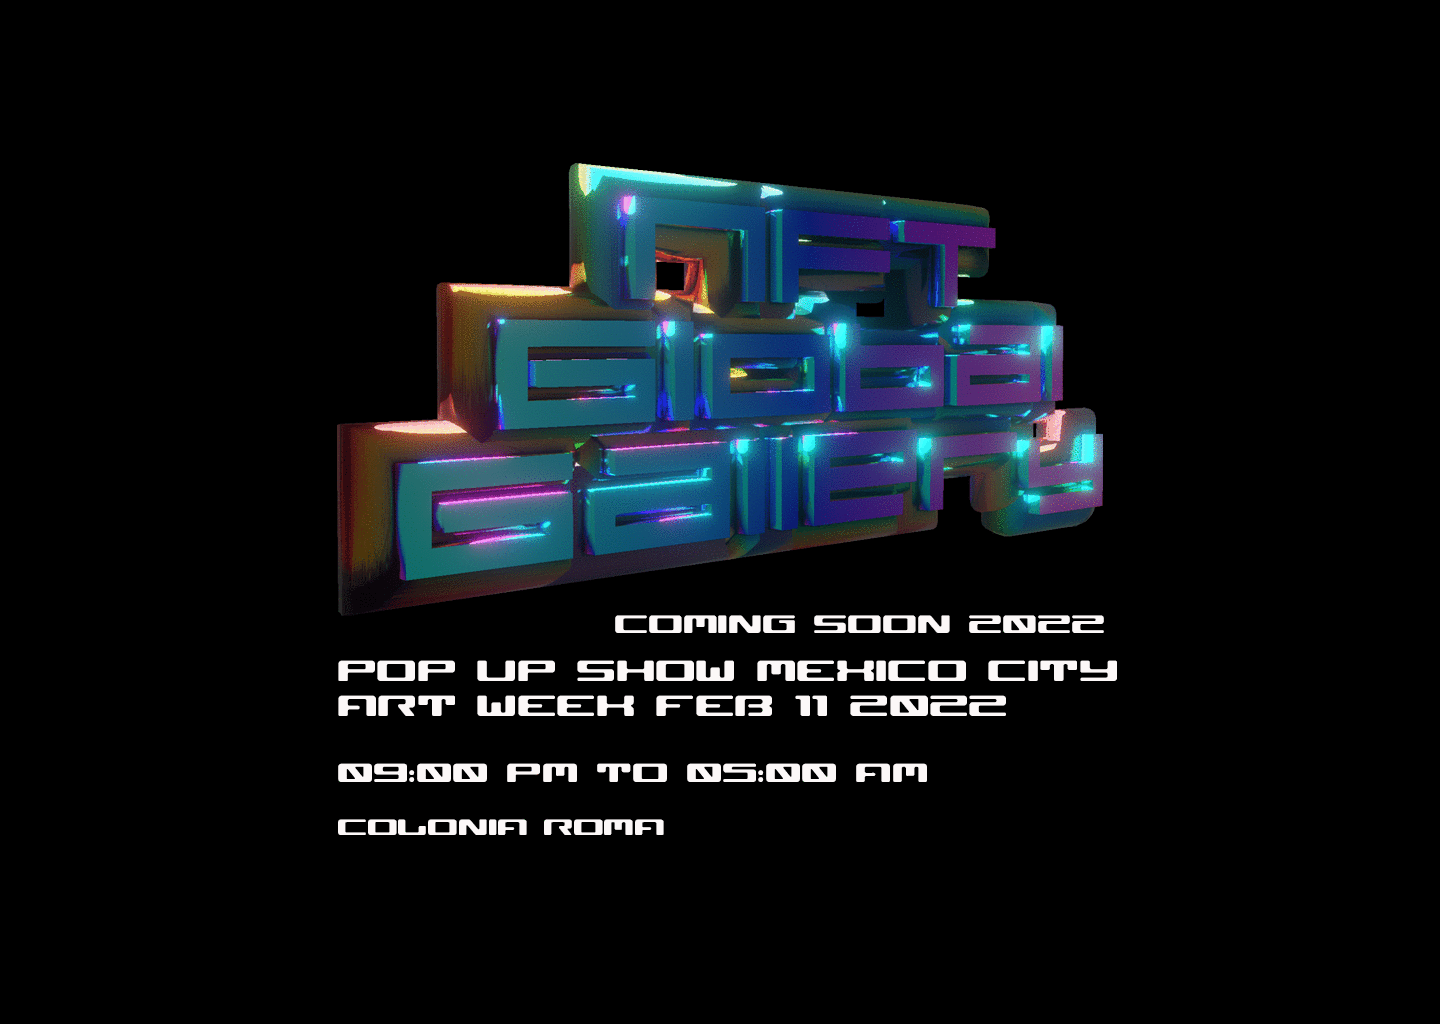 NFT
Global
Gallery
COMING SOON 2022
POP UP SHOW MEXICO CITY
ART WEEK FEB 11 2022
09:00 PM TO 05:00 AM
COLONIA ROMA